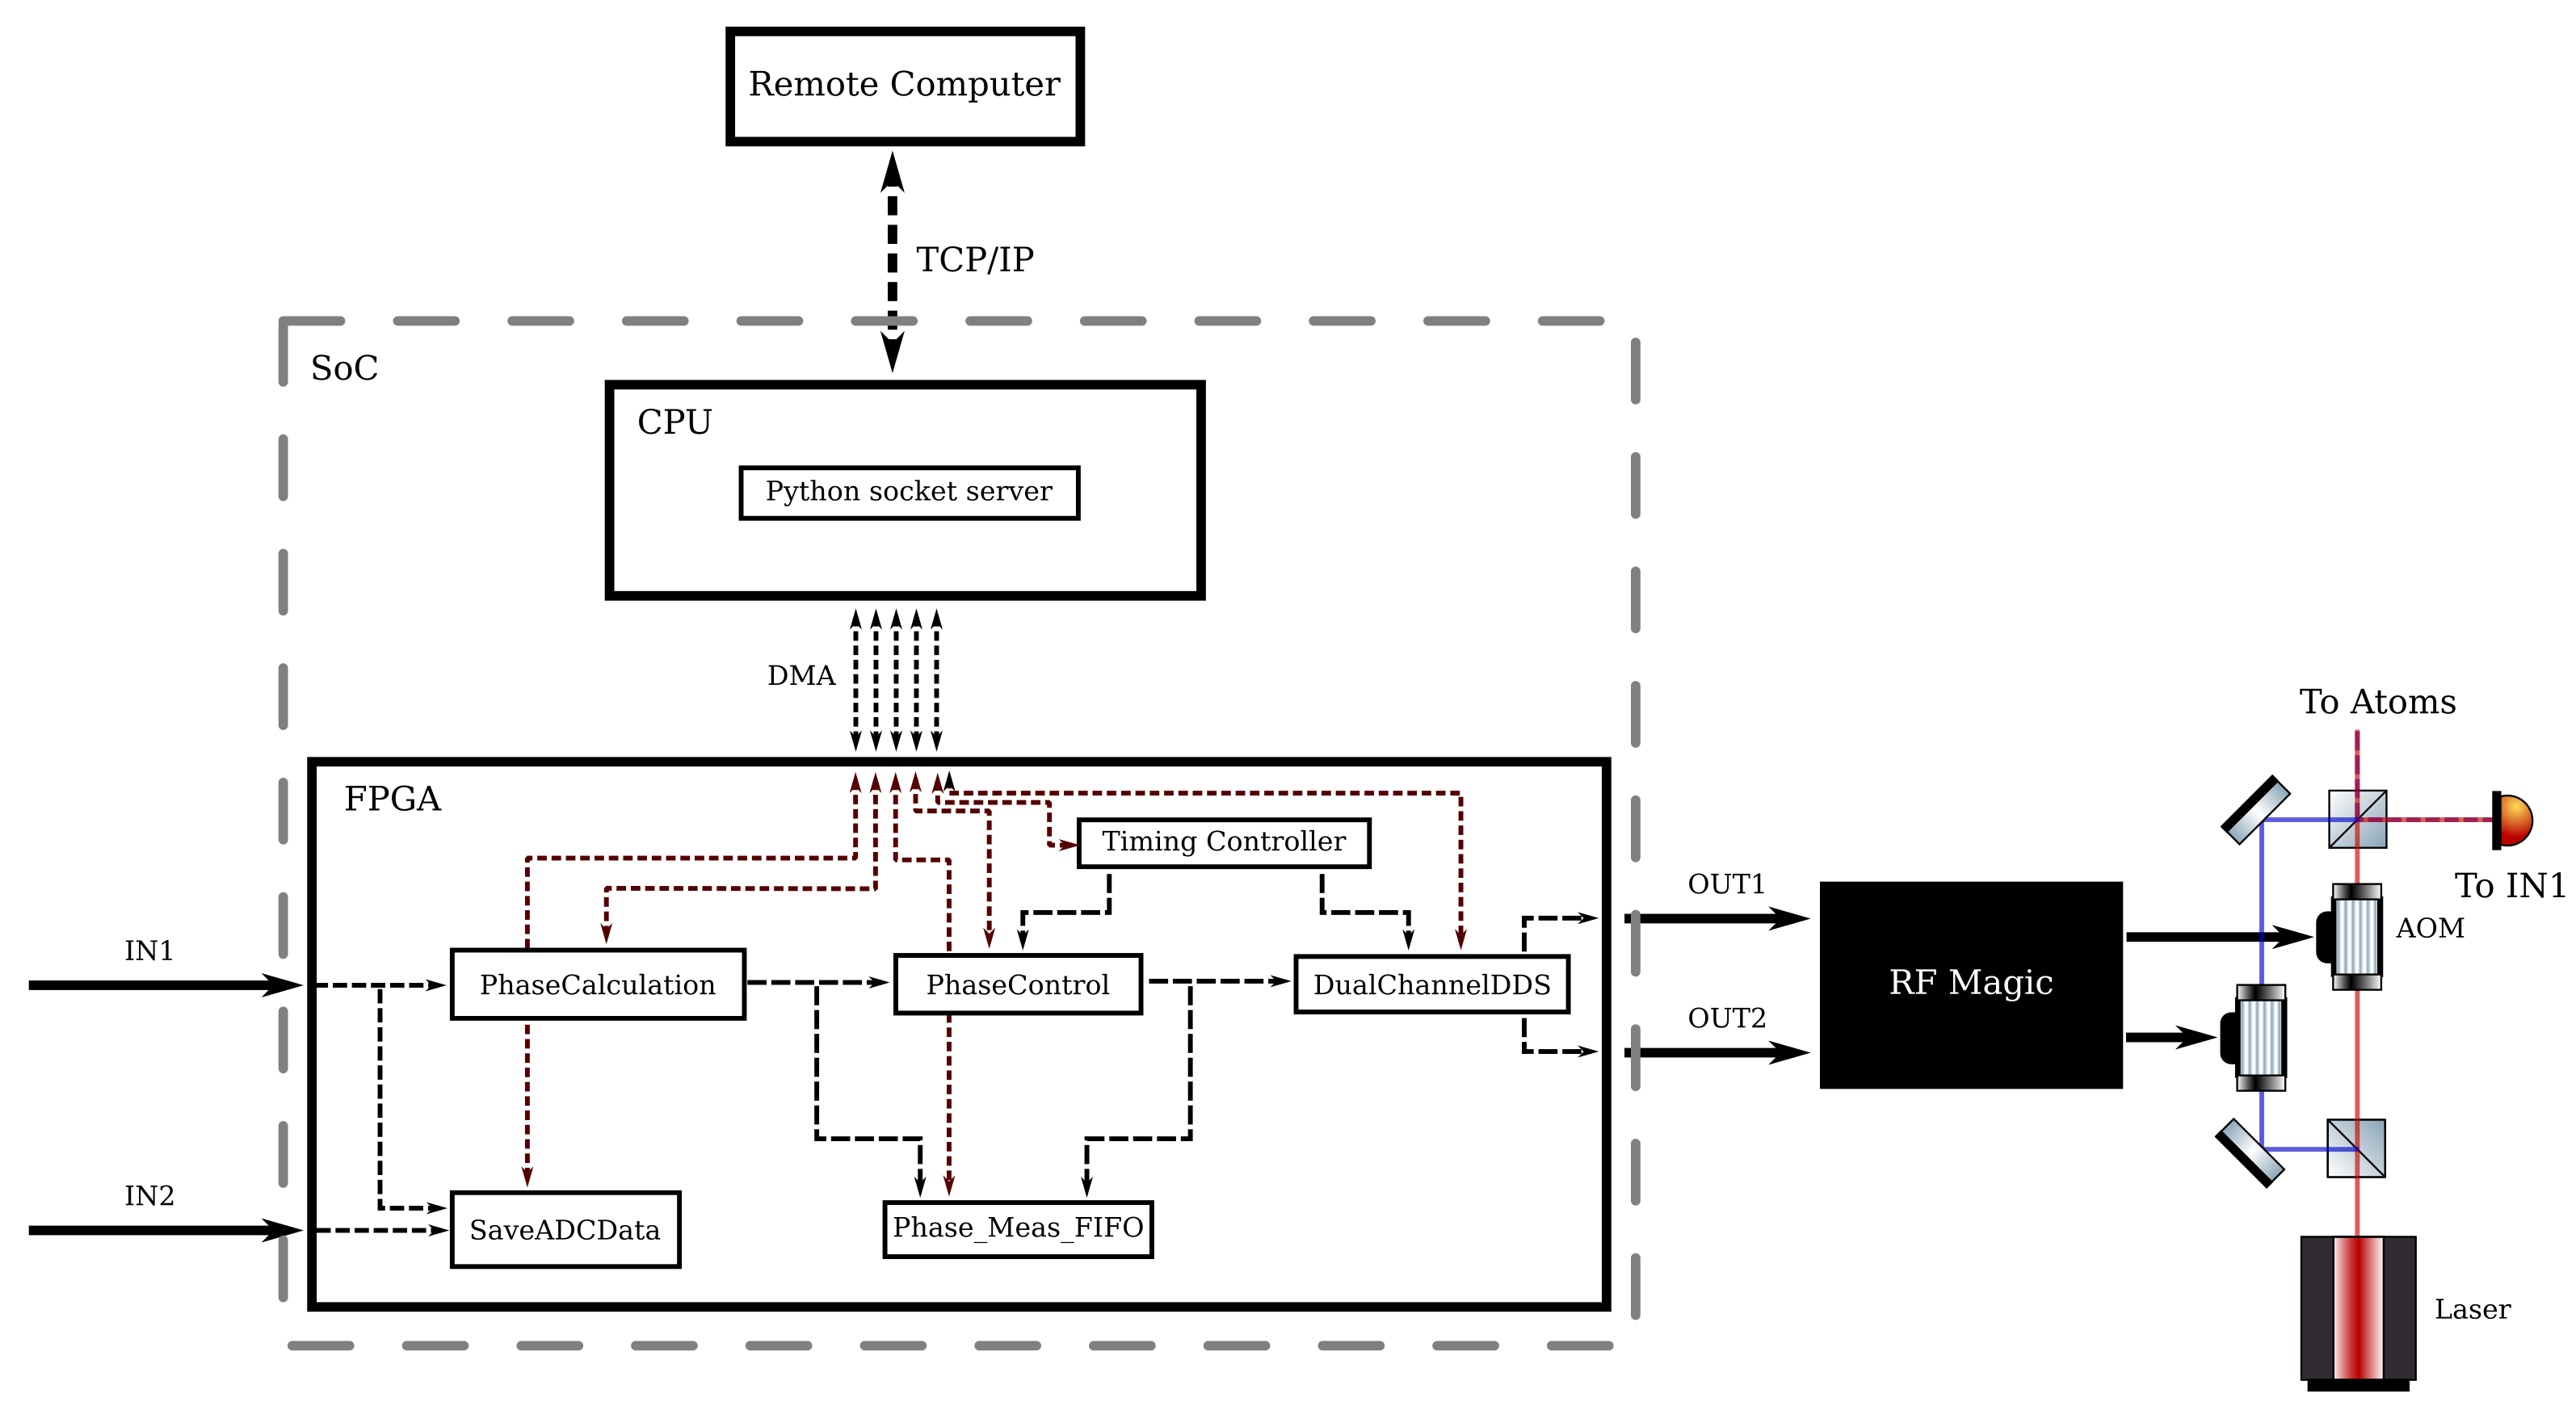 Remote Computer
TCP/IP
SoC
CPU
Python socket server
DMA
FPGA
Timing Controller
IN1
PhaseCalculation
PhaseControl
DualChannelDDS
IN2
SaveADCData
Phase_Meas_FIFO
OUT1
OUT2
RF Magic
To Atoms
To IN1
AOM
Laser